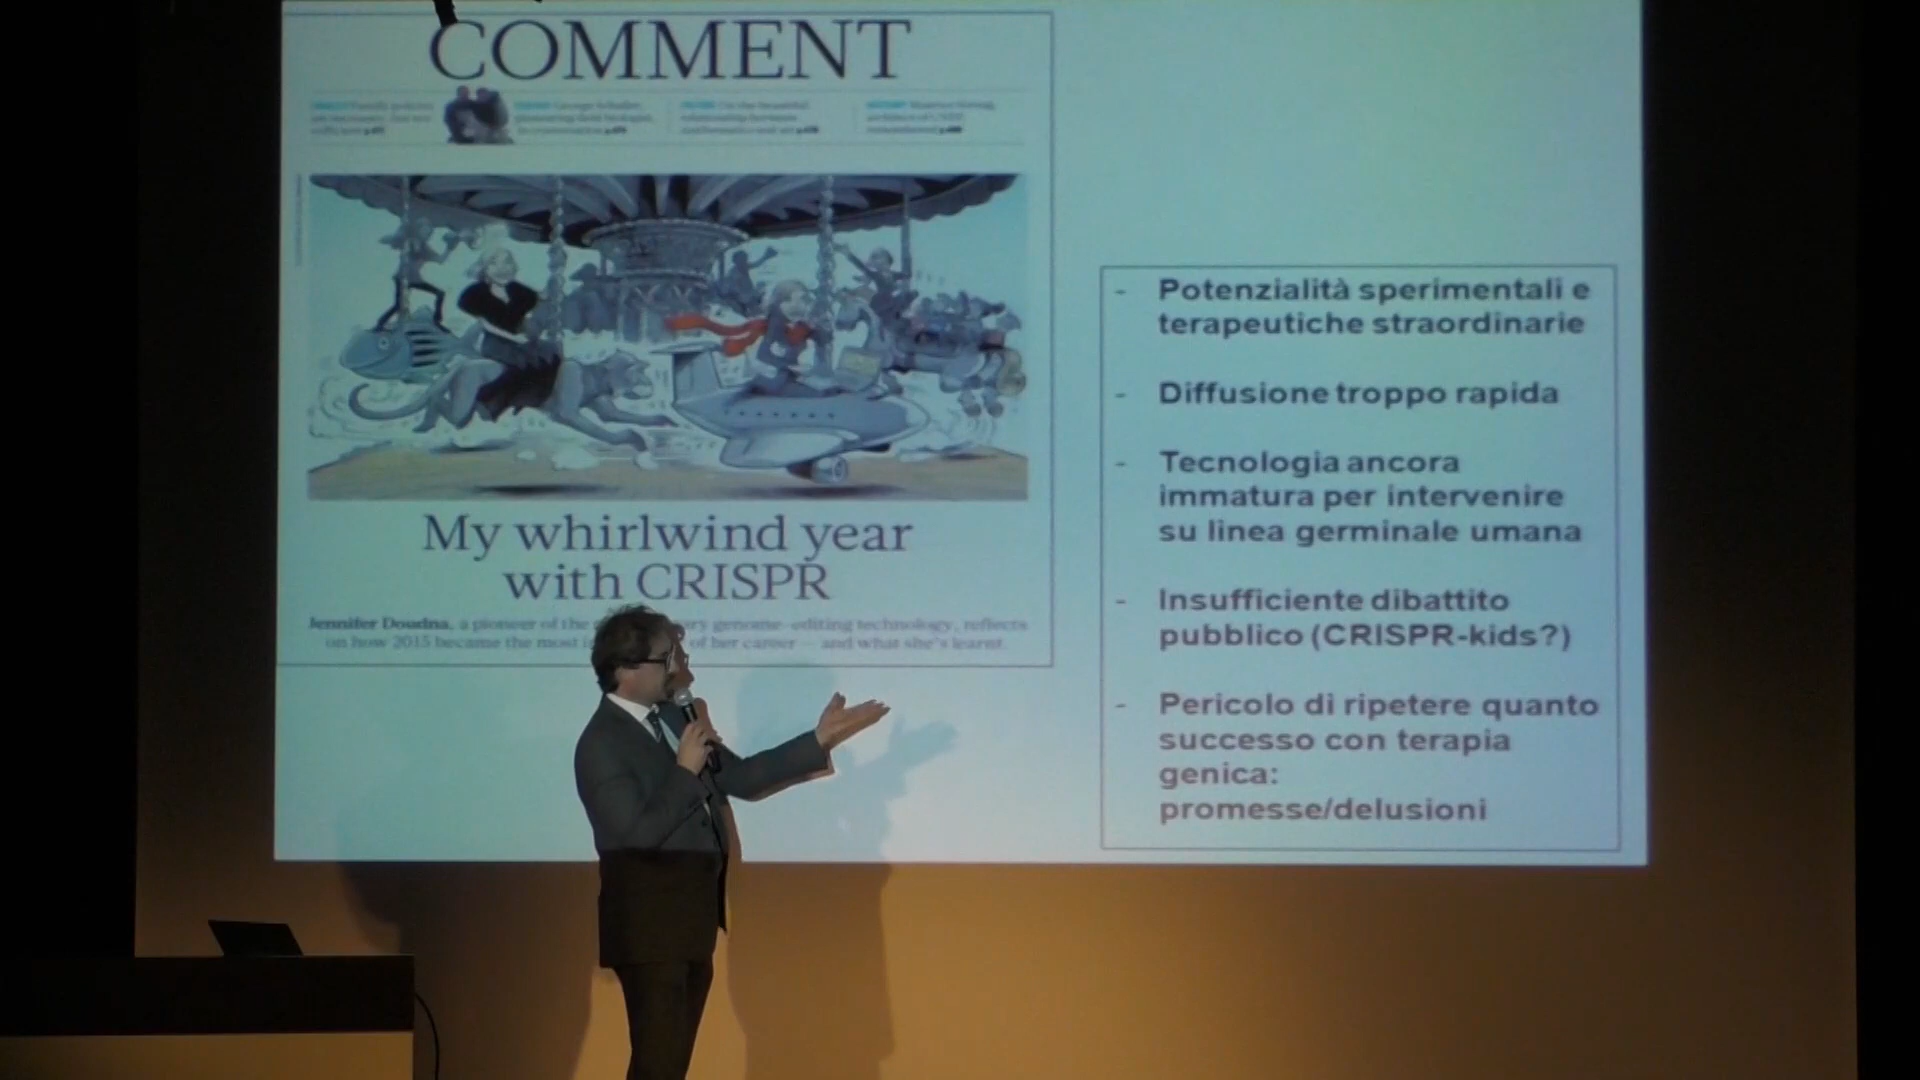 COMMENT
My whirlwind year
with CRISPR
Jennifer Doudna, a pioneer of the genome-editing technology, reflects
on how 2015 became the most of her career — and what she's learnt.
- Potenzialità sperimentali e
terapeutiche straordinarie
- Diffusione troppo rapida
- Tecnologia ancora
immatura per intervenire
su linea germinale umana
- Insufficiente dibattito
pubblico (CRISPR-kids?)
- Pericolo di ripetere quanto
successo con terapia
genica:
promesse/delusioni